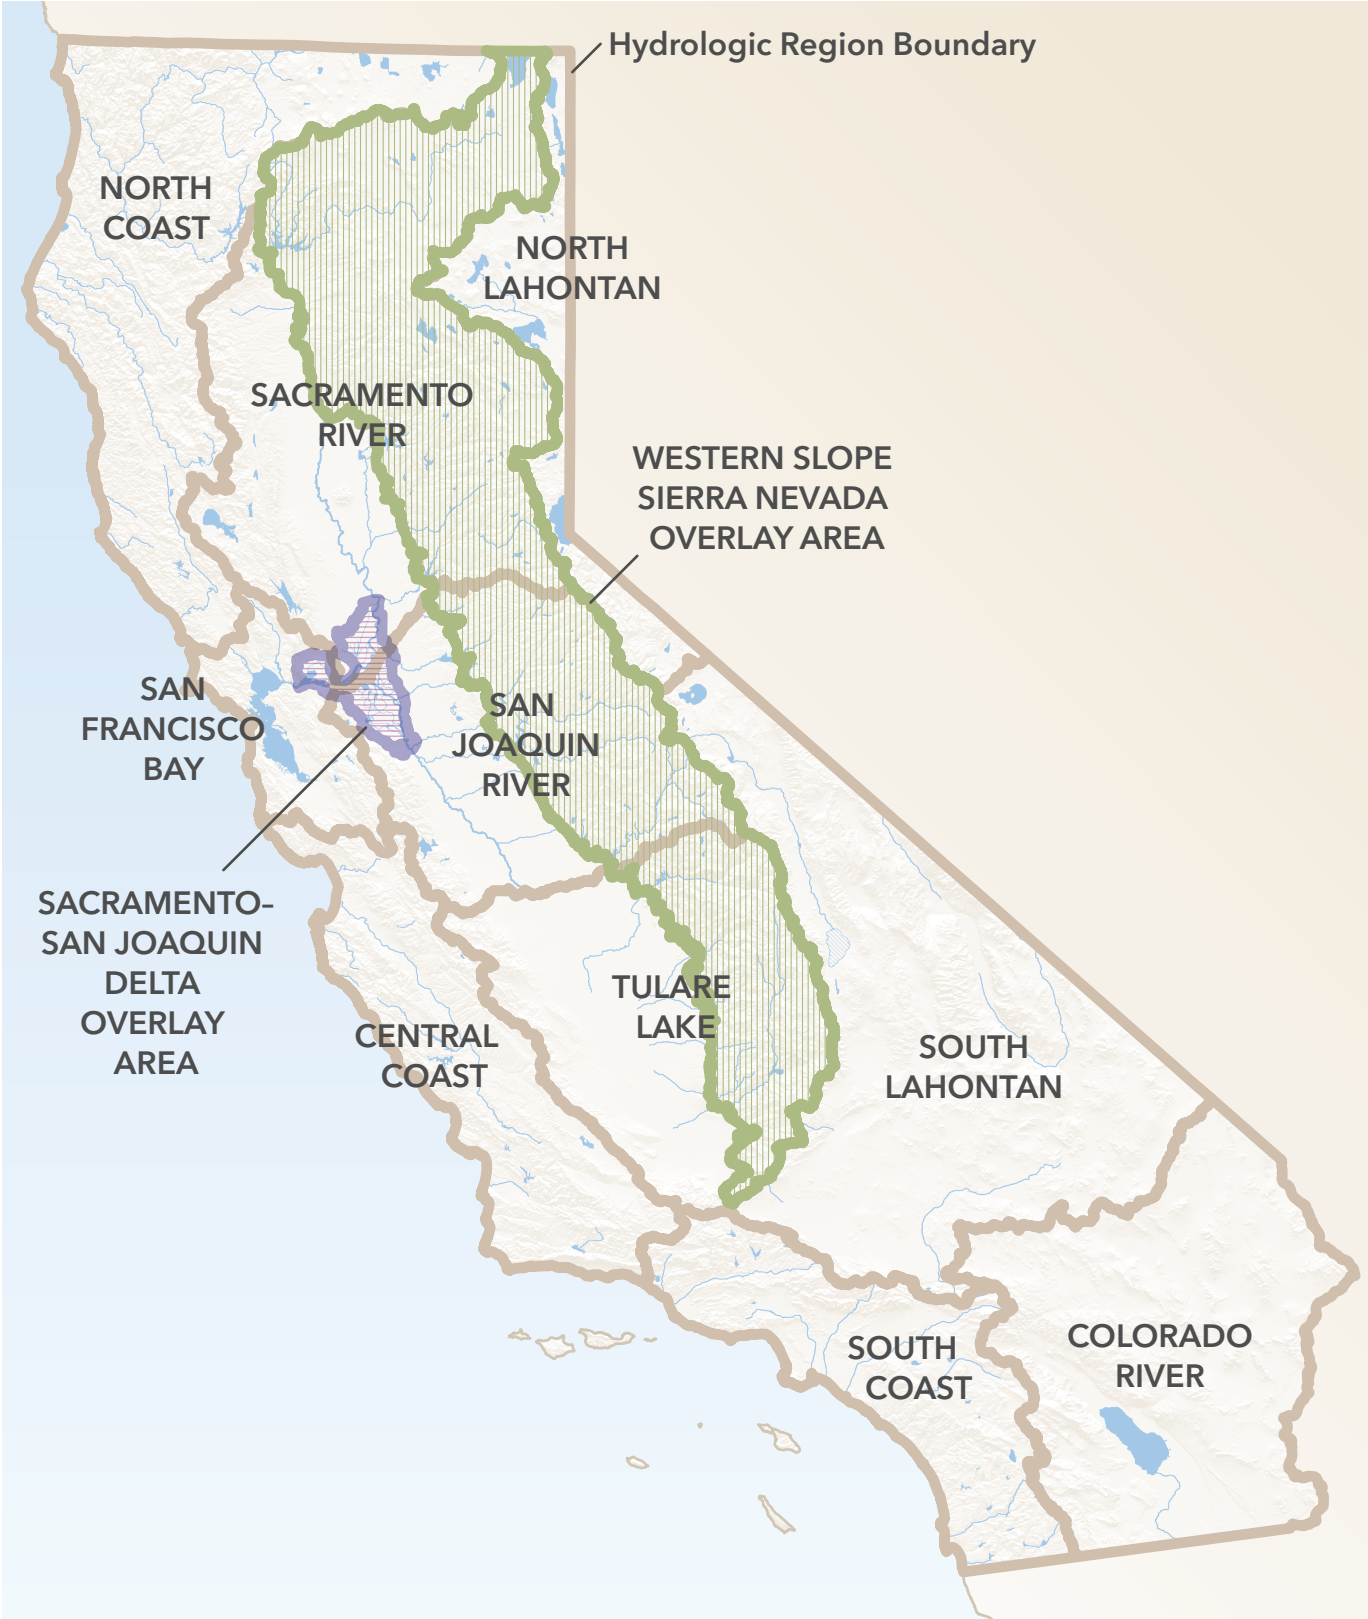 Hydrologic Region Boundary
NORTH
COAST
NORTH
LAHONTAN
SACRAMENTO
RIVER
WESTERN SLOPE
SIERRA NEVADA
OVERLAY AREA
SAN
FRANCISCO
BAY
SAN
JOAQUIN
RIVER
SACRAMENTO–
SAN JOAQUIN
DELTA
OVERLAY
AREA
TULARE
LAKE
CENTRAL
COAST
SOUTH
LAHONTAN
SOUTH
COAST
COLORADO
RIVER